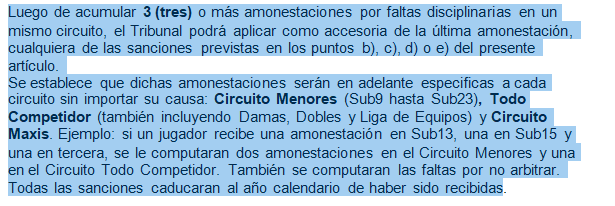 Luego de acumular 3 (tres) o más amonestaciones por faltas disciplinarias en un
mismo circuito, el Tribunal podrá aplicar como accesoria de la última amonestación,
cualquiera de las sanciones previstas en los puntos b), c), d) o e) del presente
artículo.
Se establece que dichas amonestaciones serán en adelante especificas a cada
circuito sin importar su causa: Circuito Menores (Sub9 hasta Sub23), Todo
Competidor (también incluyendo Damas, Dobles y Liga de Equipos) y Circuito
Maxis. Ejemplo: si un jugador recibe una amonestación en Sub13, una en Sub15 y
una en tercera, se le computaran dos amonestaciones en el Circuito Menores y una
en el Circuito Todo Competidor. También se computaran las faltas por no arbitrar.
Todas las sanciones caducaran al año calendario de haber sido recibidas.